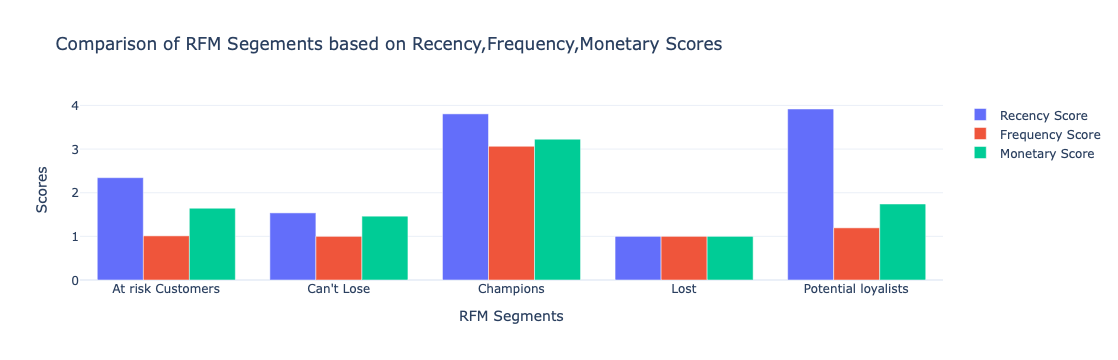 Comparison of RFM Segements based on Recency,Frequency,Monetary Scores
4
3
2
1
0
Scores
At risk Customers
Can't Lose
Champions
Lost
Potential loyalists
RFM Segments
Recency Score
Frequency Score
Monetary Score